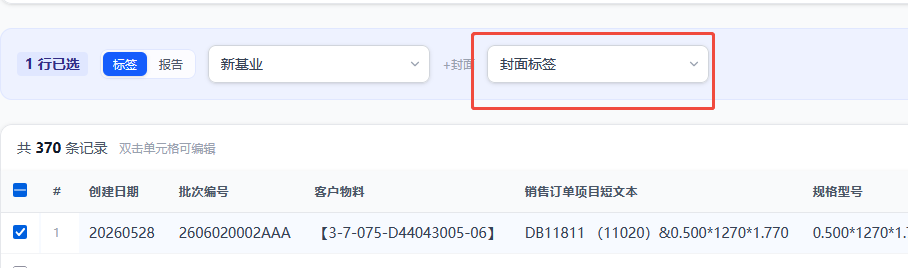 1 行已选 标签 报告 新基业 +封面 封面标签
共 370 条记录 双击单元格可编辑
# 创建日期 批次编号 客户物料 销售订单项目短文本 规格型号
1 20260528 2606020002AAA 【3-7-075-D44043005-06】 DB11811 （11020）&0.500*1270*1.770 0.500*1270*1.7